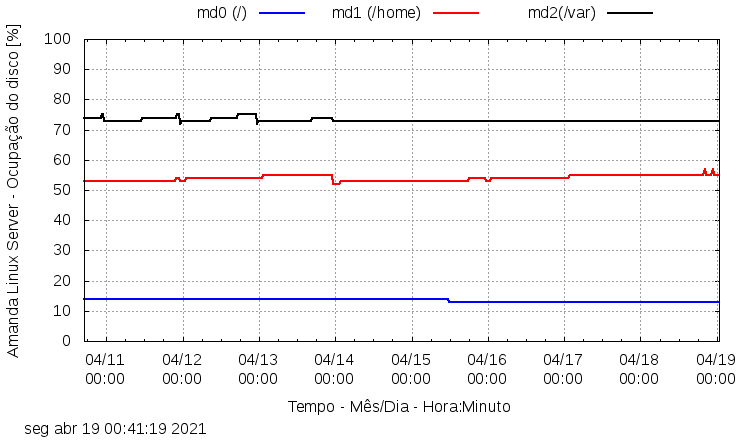 md0 (/) md1 (/home) md2(/var)
Amanda Linux Server - Ocupação do disco [%]
100
90
80
70
60
50
40
30
20
10
0
04/11 04/12 04/13 04/14 04/15 04/16 04/17 04/18 04/19
00:00 00:00 00:00 00:00 00:00 00:00 00:00 00:00 00:00
Tempo - Mês/Dia - Hora:Minuto
seg abr 19 00:41:19 2021